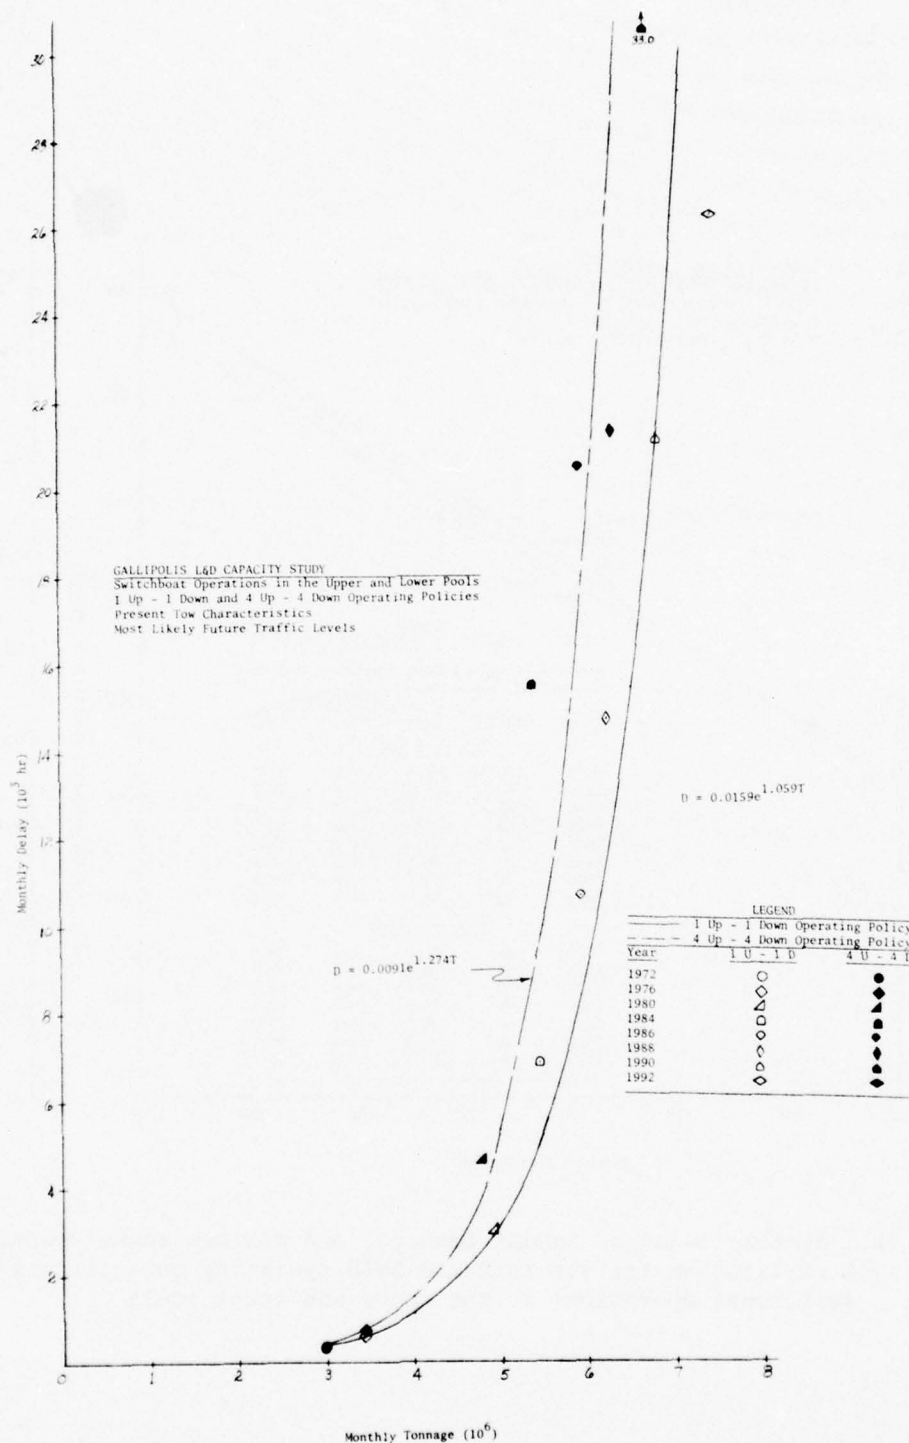 33.0
30
28
26
24
22
20
18
16
14
12
10
8
6
4
2
0 1 2 3 4 5 6 7 8
Monthly Delay (10³ hr)
Monthly Tonnage (10⁶)
GALLIPOLIS L&D CAPACITY STUDY
Switchboat Operations in the Upper and Lower Pools
1 Up - 1 Down and 4 Up - 4 Down Operating Policies
Present Tow Characteristics
Most Likely Future Traffic Levels
D = 0.0159e^1.059T
D = 0.0091e^1.274T
LEGEND
1 Up - 1 Down Operating Policy
4 Up - 4 Down Operating Policy
Year 1 U - 1 D 4 U - 4 D
1972
1976
1980
1984
1986
1988
1990
1992